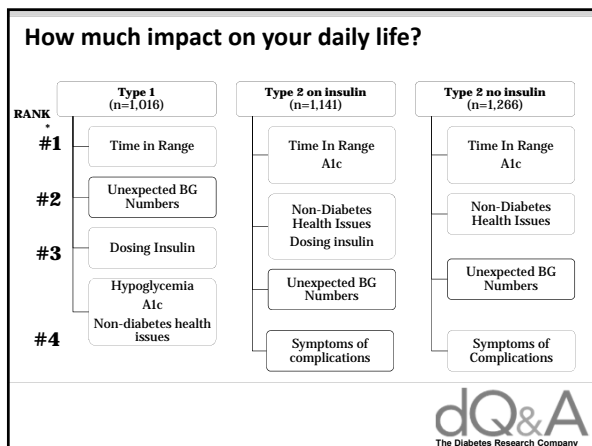 How much impact on your daily life?
RANK
*
#1
#2
#3
#4
Type 1
(n=1,016)
Time in Range
Unexpected BG
Numbers
Dosing Insulin
Hypoglycemia
A1c
Non-diabetes health
issues
Type 2 on insulin
(n=1,141)
Time In Range
A1c
Non-Diabetes
Health Issues
Dosing insulin
Unexpected BG
Numbers
Symptoms of
complications
Type 2 no insulin
(n=1,266)
Time In Range
A1c
Non-Diabetes
Health Issues
Unexpected BG
Numbers
Symptoms of
Complications
dQ&A
The Diabetes Research Company